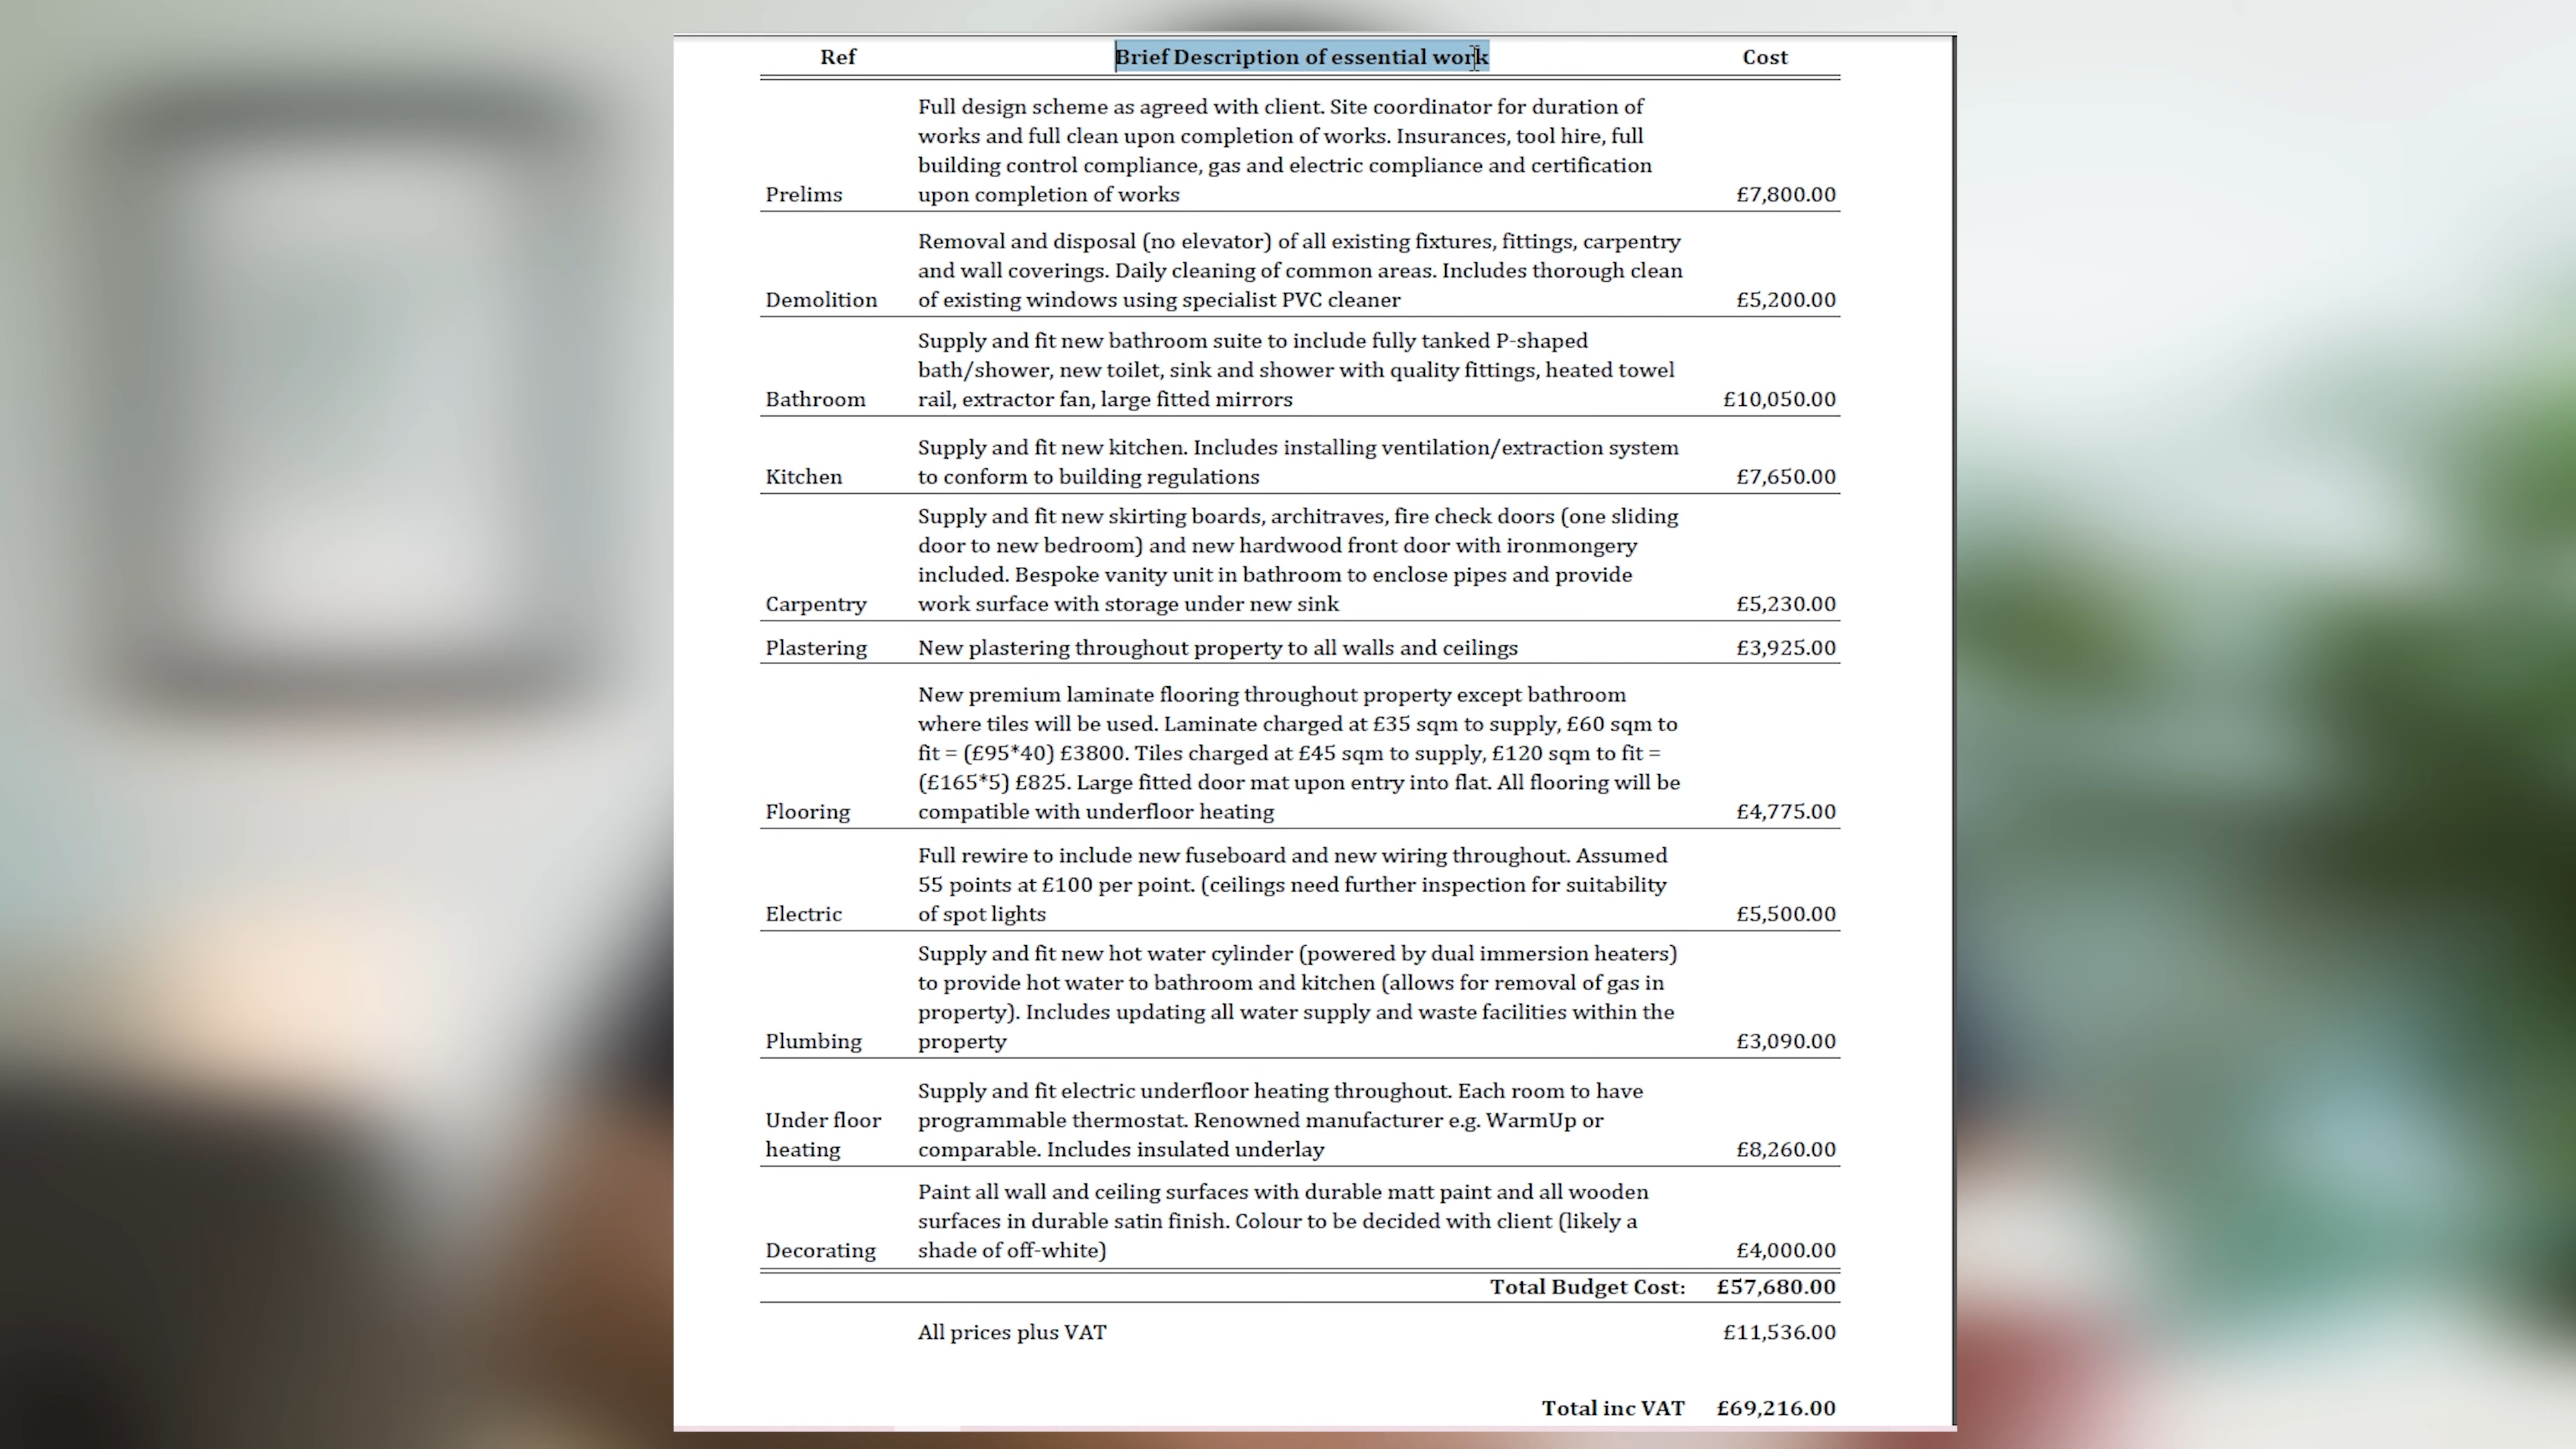 Ref Brief Description of essential work Cost
Full design scheme as agreed with client. Site coordinator for duration of
works and full clean upon completion of works. Insurances, tool hire, full
building control compliance, gas and electric compliance and certification
Prelims upon completion of works £7,800.00
Removal and disposal (no elevator) of all existing fixtures, fittings, carpentry
and wall coverings. Daily cleaning of common areas. Includes thorough clean
Demolition of existing windows using specialist PVC cleaner £5,200.00
Supply and fit new bathroom suite to include fully tanked P-shaped
bath/shower, new toilet, sink and shower with quality fittings, heated towel
Bathroom rail, extractor fan, large fitted mirrors £10,050.00
Supply and fit new kitchen. Includes installing ventilation/extraction system
Kitchen to conform to building regulations £7,650.00
Supply and fit new skirting boards, architraves, fire check doors (one sliding
door to new bedroom) and new hardwood front door with ironmongery
included. Bespoke vanity unit in bathroom to enclose pipes and provide
Carpentry work surface with storage under new sink £5,230.00
Plastering New plastering throughout property to all walls and ceilings £3,925.00
New premium laminate flooring throughout property except bathroom
where tiles will be used. Laminate charged at £35 sqm to supply, £60 sqm to
fit = (£95*40) £3800. Tiles charged at £45 sqm to supply, £120 sqm to fit =
(£165*5) £825. Large fitted door mat upon entry into flat. All flooring will be
Flooring compatible with underfloor heating £4,775.00
Full rewire to include new fuseboard and new wiring throughout. Assumed
55 points at £100 per point. (ceilings need further inspection for suitability
Electric of spot lights £5,500.00
Supply and fit new hot water cylinder (powered by dual immersion heaters)
to provide hot water to bathroom and kitchen (allows for removal of gas in
property). Includes updating all water supply and waste facilities within the
Plumbing property £3,090.00
Supply and fit electric underfloor heating throughout. Each room to have
Under floor programmable thermostat. Renowned manufacturer e.g. WarmUp or
heating comparable. Includes insulated underlay £8,260.00
Paint all wall and ceiling surfaces with durable matt paint and all wooden
surfaces in durable satin finish. Colour to be decided with client (likely a
Decorating shade of off-white) £4,000.00
Total Budget Cost: £57,680.00
All prices plus VAT £11,536.00
Total inc VAT £69,216.00